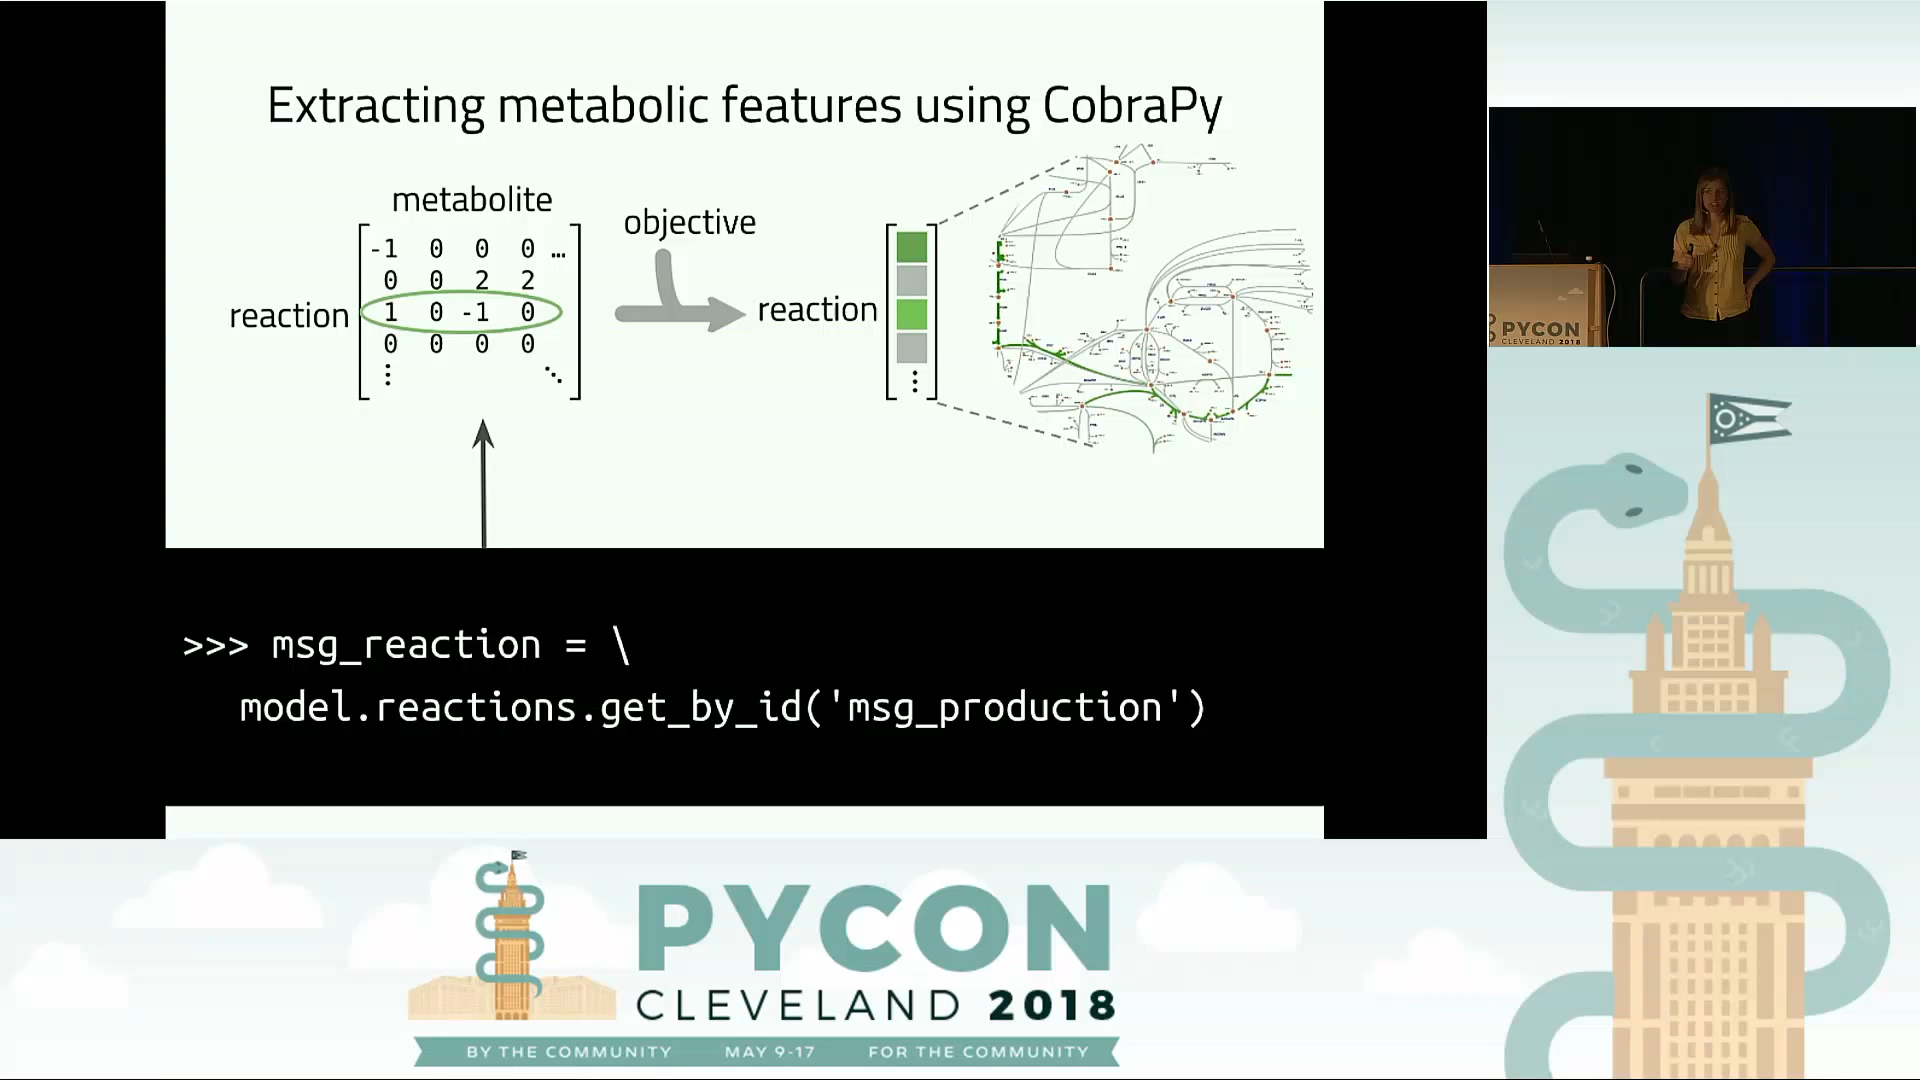 Extracting metabolic features using CobraPy
metabolite
objective
reaction
-1 0 0 0 …
0 0 2 2
1 0 -1 0
0 0 0 0
⋮ ⋱
reaction
⋮
>>> msg_reaction = \
model.reactions.get_by_id('msg_production')
PYCON
CLEVELAND 2018
PYCON
CLEVELAND 2018
BY THE COMMUNITY MAY 9-17 FOR THE COMMUNITY